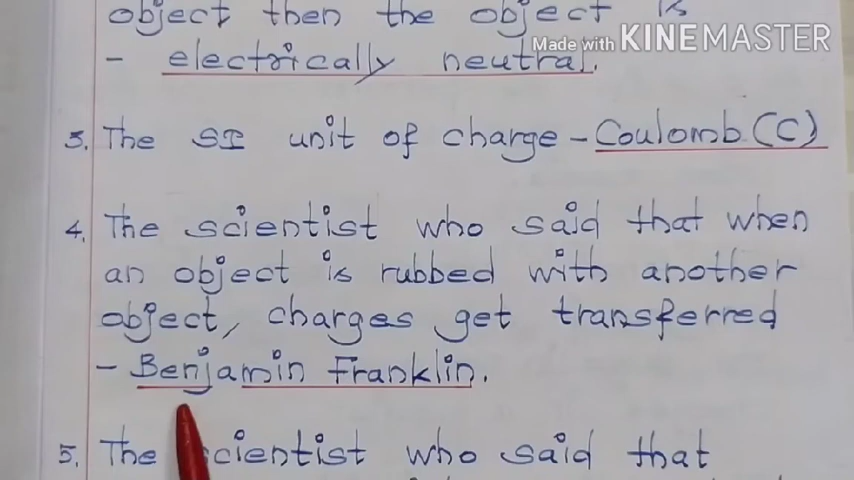 object then the object is
Made with KINEMASTER
- electrically neutral.
3. The SI unit of charge - Coulomb (C)
4. The scientist who said that when
an object is rubbed with another
object, charges get transferred
- Benjamin Franklin.
5. The scientist who said that